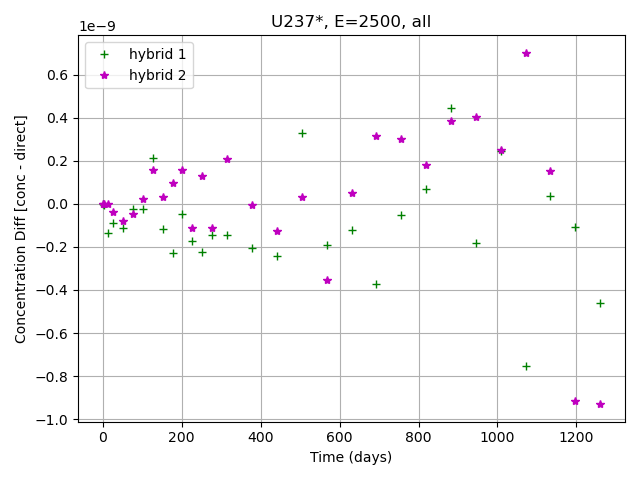 U237*, E=2500, all
1e−9
hybrid 1
hybrid 2
Concentration Diff [conc - direct]
0.6
0.4
0.2
0.0
−0.2
−0.4
−0.6
−0.8
−1.0
0 200 400 600 800 1000 1200
Time (days)